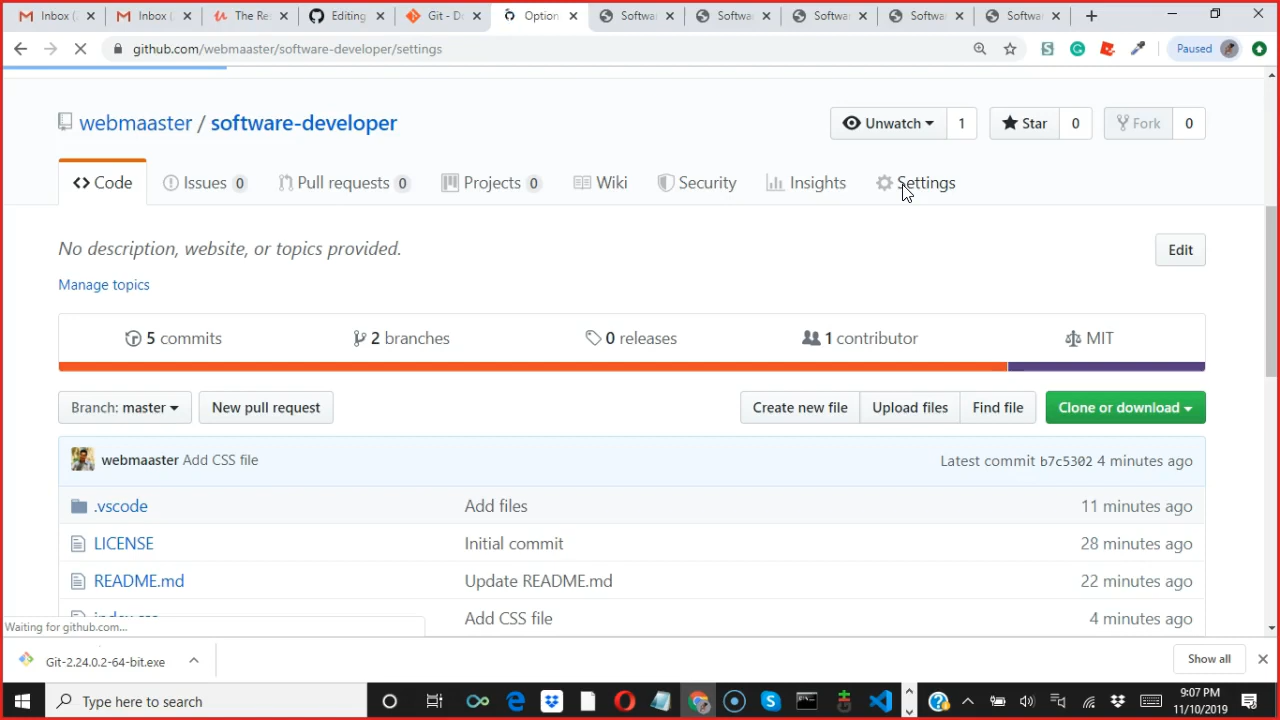 Inbox (
Inbox (
The Re
Editing
Git - D
Option
Softwa
Softwa
Softwa
Softwa
Softwa
github.com/webmaaster/software-developer/settings
Paused
webmaaster / software-developer
Unwatch 1
Star 0
Fork 0
Code
Issues 0
Pull requests 0
Projects 0
Wiki
Security
Insights
Settings
No description, website, or topics provided.
Edit
Manage topics
5 commits
2 branches
0 releases
1 contributor
MIT
Branch: master
New pull request
Create new file
Upload files
Find file
Clone or download
webmaaster Add CSS file
Latest commit b7c5302 4 minutes ago
.vscode Add files 11 minutes ago
LICENSE Initial commit 28 minutes ago
README.md Update README.md 22 minutes ago
index.css Add CSS file 4 minutes ago
Waiting for github.com...
Git-2.24.0.2-64-bit.exe
Show all
Type here to search
9:07 PM
11/10/2019